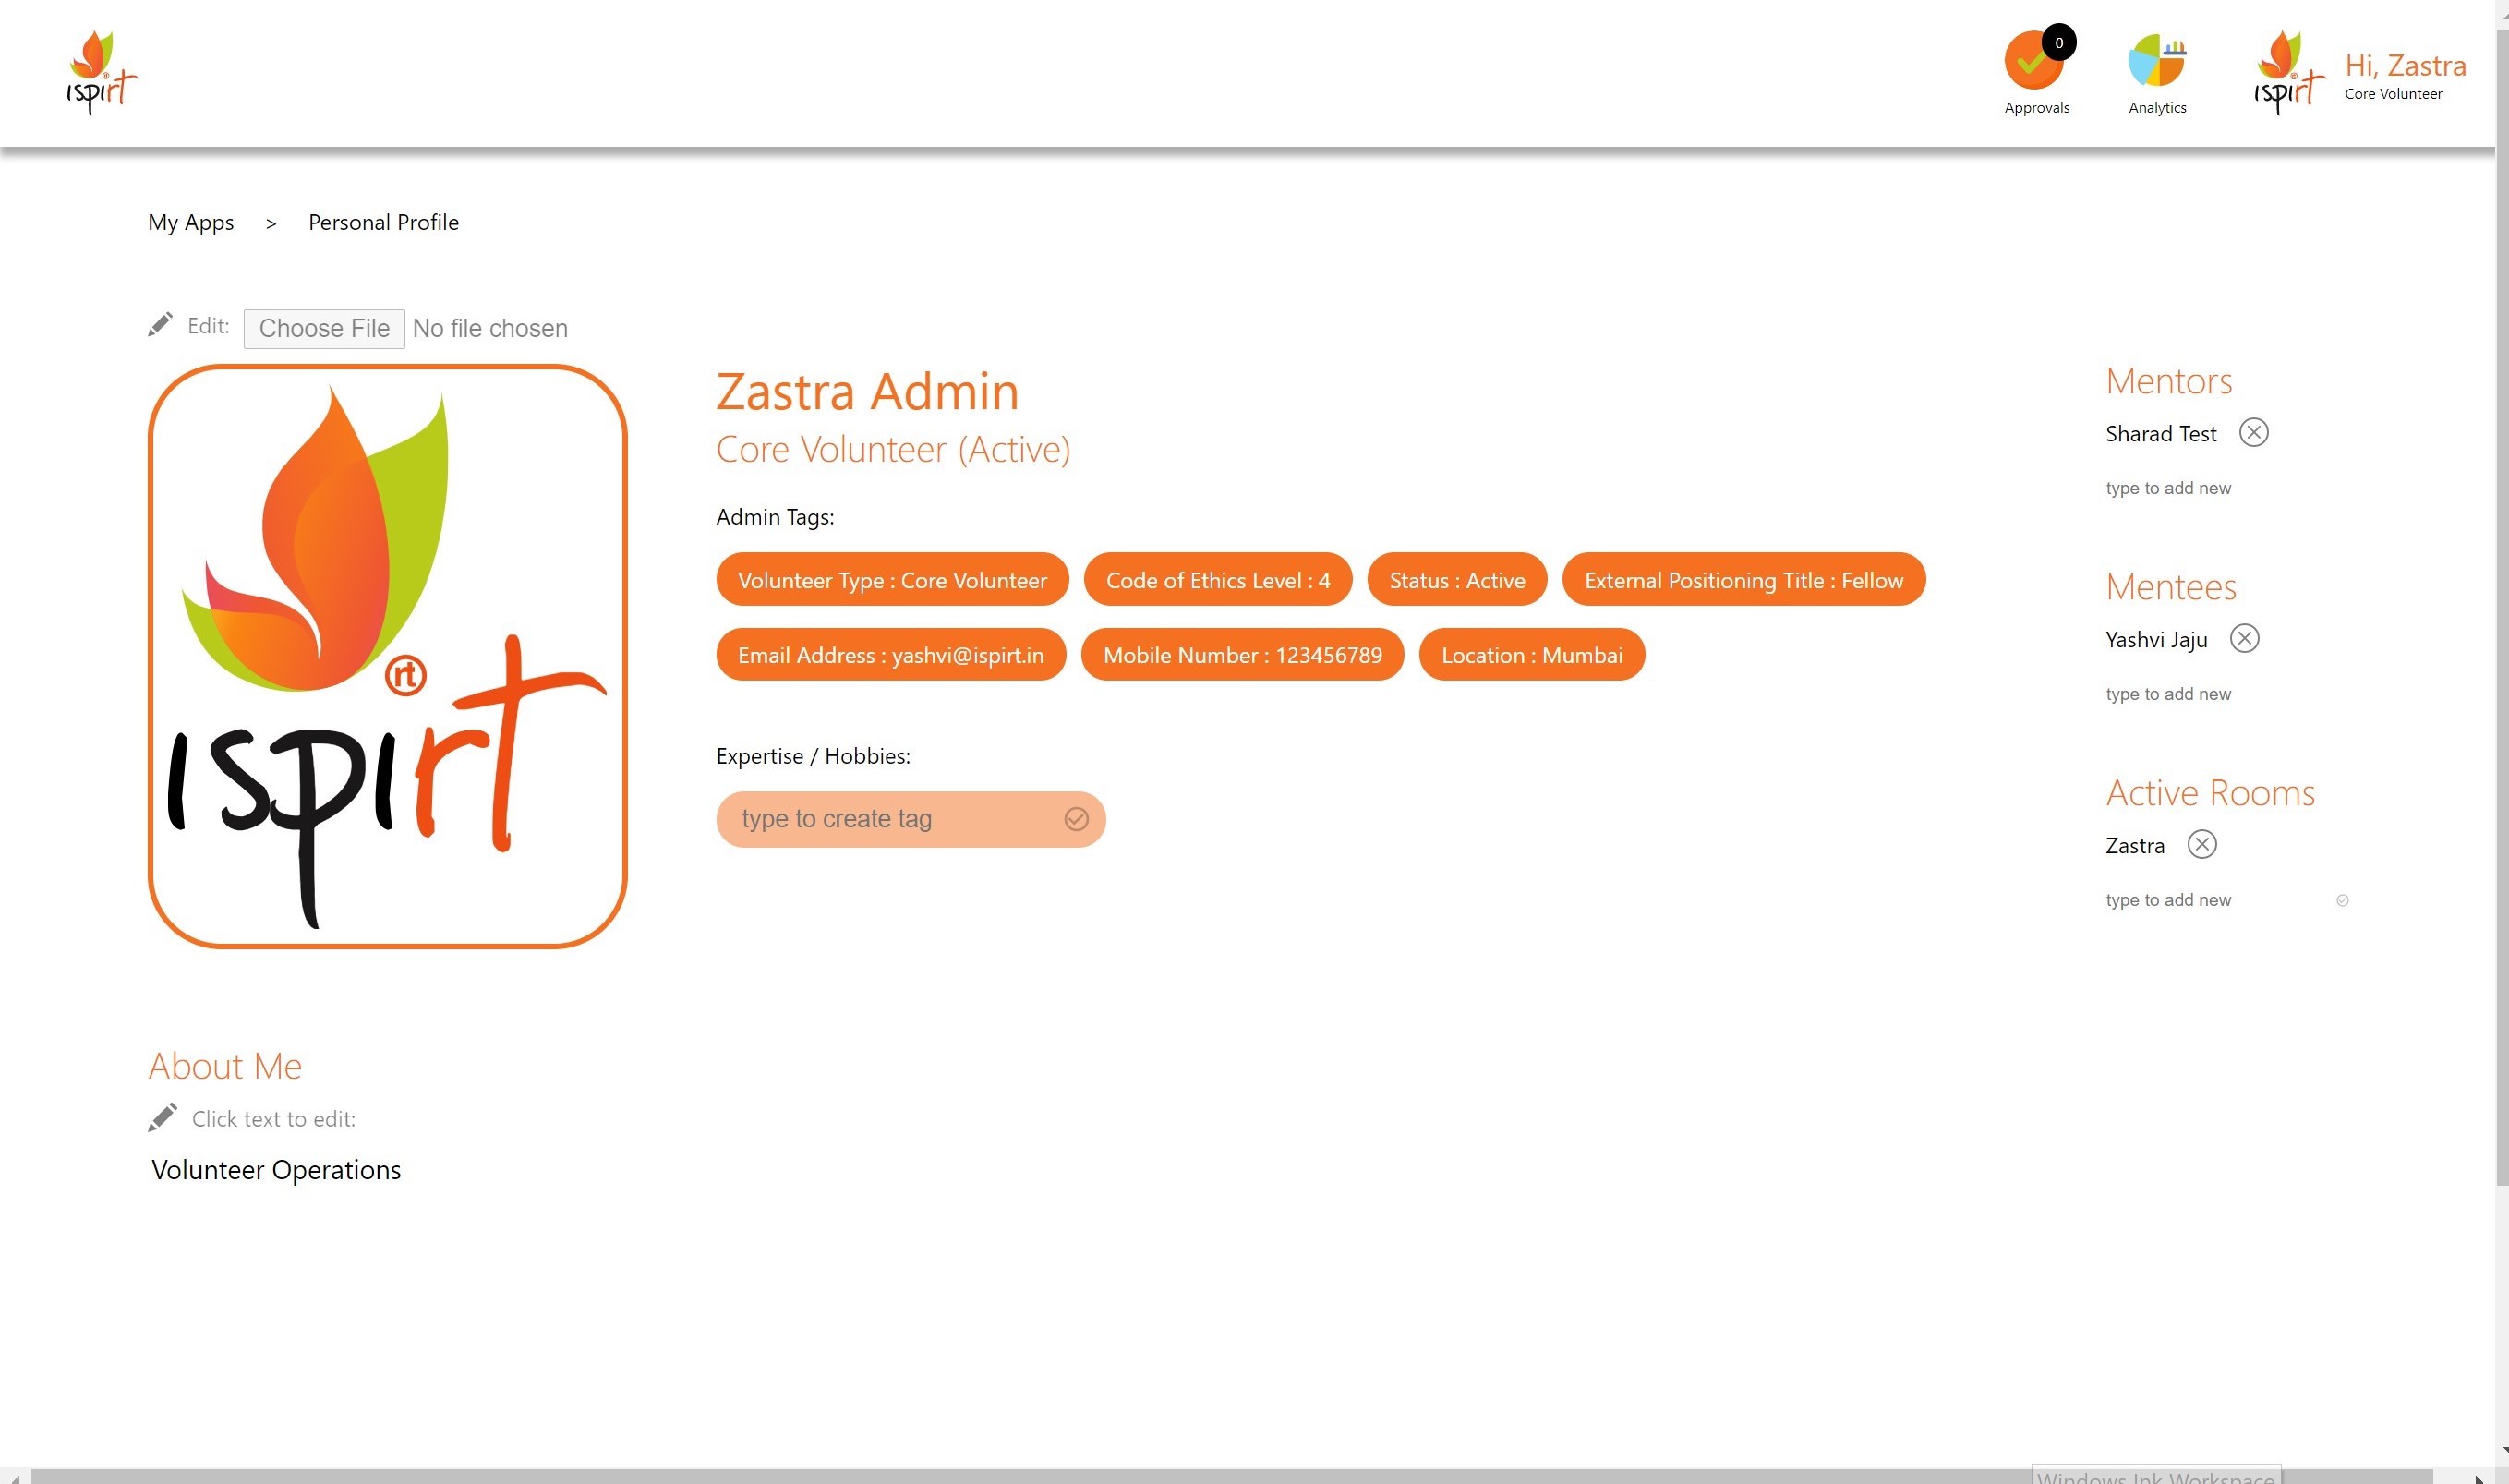 ispirt
0
Approvals
Analytics
ispirt
Hi, Zastra
Core Volunteer
My Apps > Personal Profile
Edit: Choose File No file chosen
rt
ispirt
Zastra Admin
Core Volunteer (Active)
Admin Tags:
Volunteer Type : Core Volunteer Code of Ethics Level : 4 Status : Active External Positioning Title : Fellow
Email Address : yashvi@ispirt.in Mobile Number : 123456789 Location : Mumbai
Expertise / Hobbies:
type to create tag
Mentors
Sharad Test
type to add new
Mentees
Yashvi Jaju
type to add new
Active Rooms
Zastra
type to add new
About Me
Click text to edit:
Volunteer Operations
Windows Ink Workspace